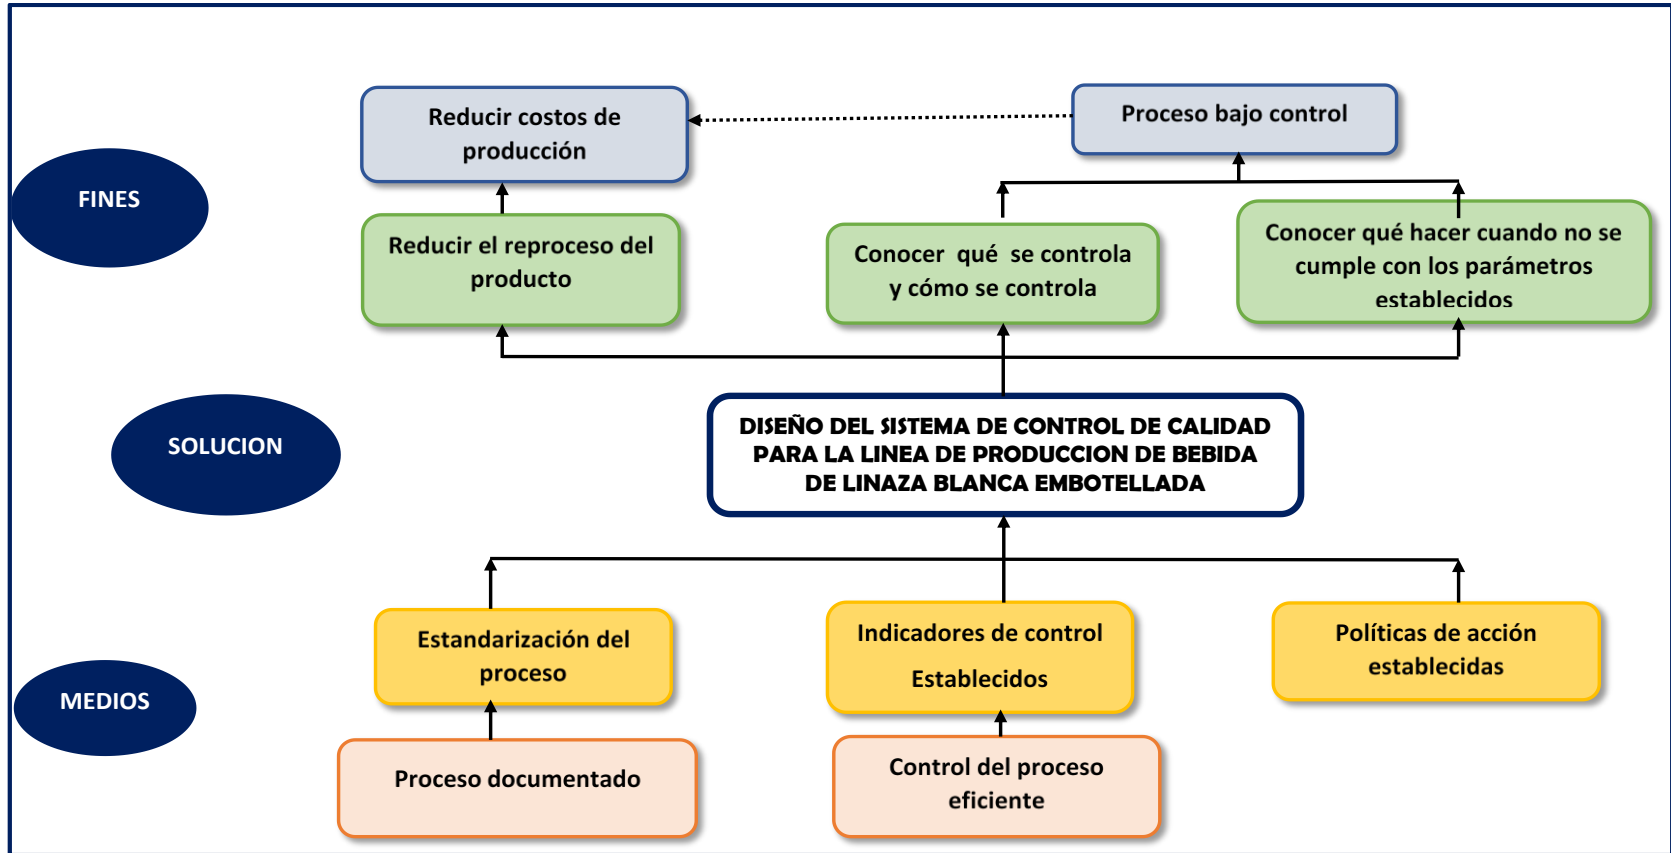 Reducir costos de
producción
Proceso bajo control
FINES
Reducir el reproceso del
producto
Conocer qué se controla
y cómo se controla
Conocer qué hacer cuando no se
cumple con los parámetros
establecidos
SOLUCION
DISEÑO DEL SISTEMA DE CONTROL DE CALIDAD
PARA LA LINEA DE PRODUCCION DE BEBIDA
DE LINAZA BLANCA EMBOTELLADA
Estandarización del
proceso
Indicadores de control
Establecidos
Políticas de acción
establecidas
MEDIOS
Proceso documentado
Control del proceso
eficiente